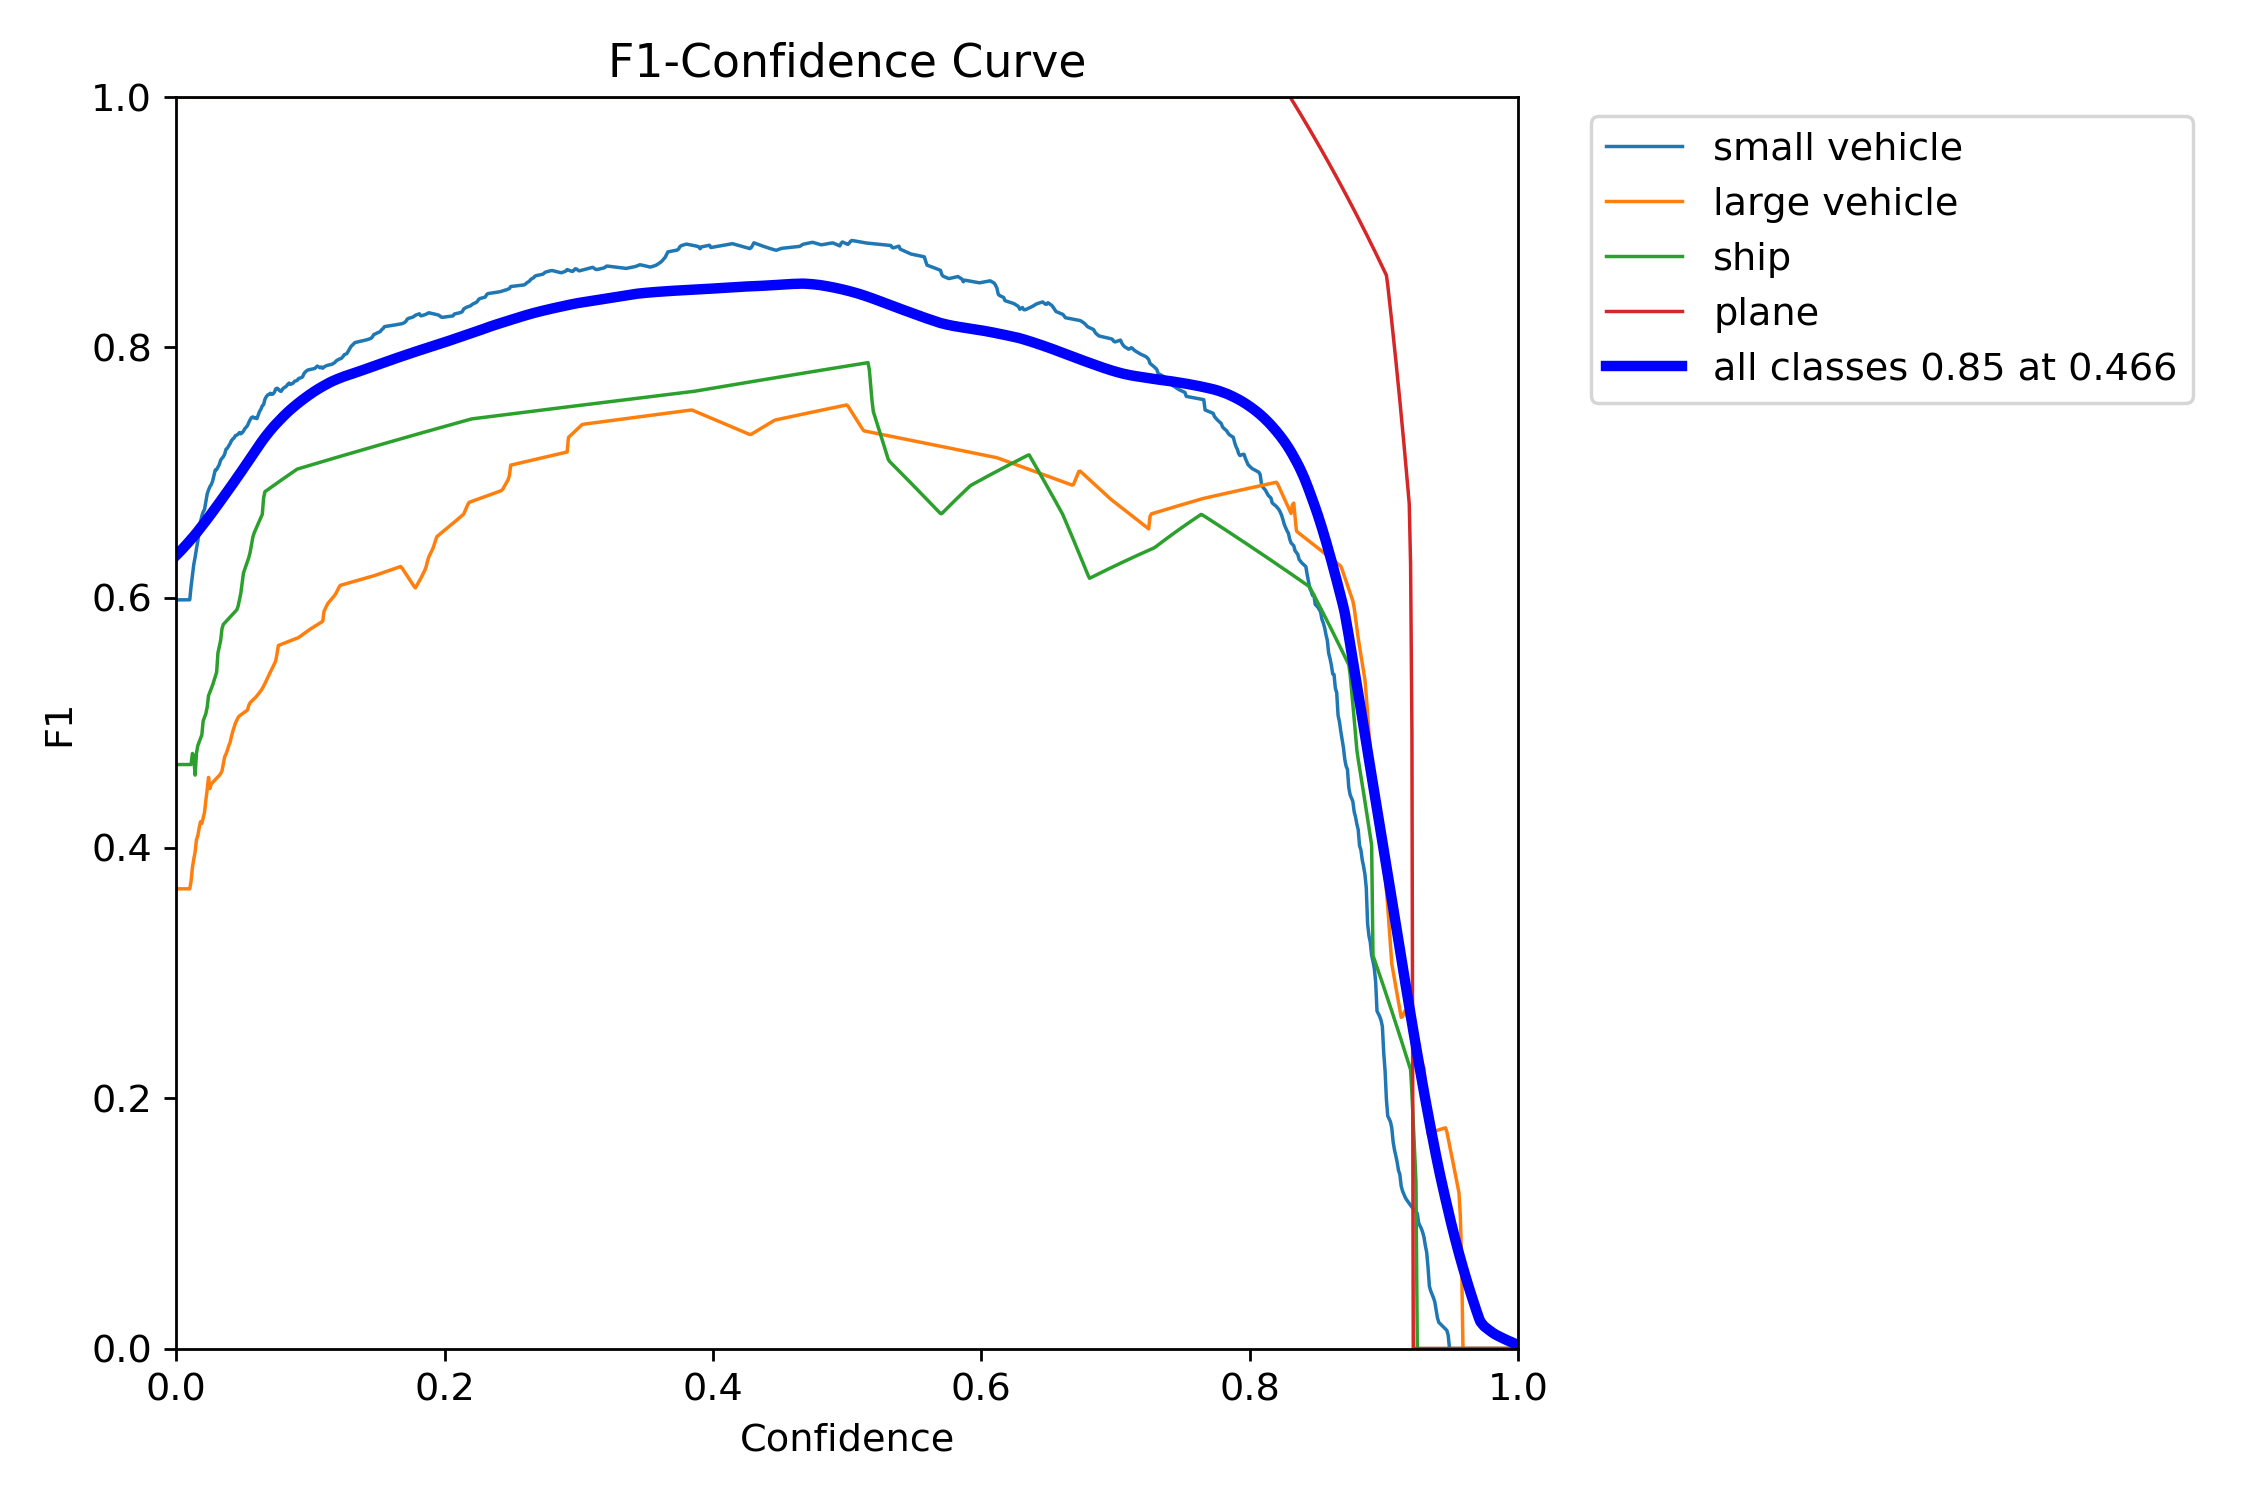 F1-Confidence Curve
1.0
0.8
0.6
0.4
0.2
0.0
F1
0.0 0.2 0.4 0.6 0.8 1.0
Confidence
small vehicle
large vehicle
ship
plane
all classes 0.85 at 0.466